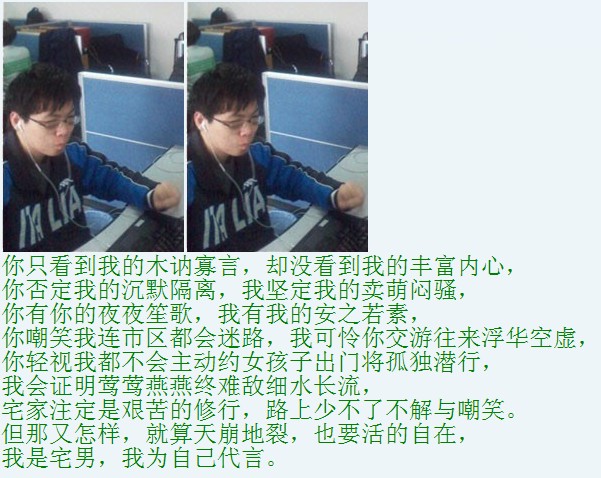 你只看到我的木讷寡言，却没看到我的丰富内心，
你否定我的沉默隔离，我坚定我的卖萌闷骚，
你有你的夜夜笙歌，我有我的安之若素，
你嘲笑我连市区都会迷路，我可怜你交游往来浮华空虚，
你轻视我都不会主动约女孩子出门将孤独潜行，
我会证明莺莺燕燕终难敌细水长流，
宅家注定是艰苦的修行，路上少不了不解与嘲笑。
但那又怎样，就算天崩地裂，也要活的自在，
我是宅男，我为自己代言。